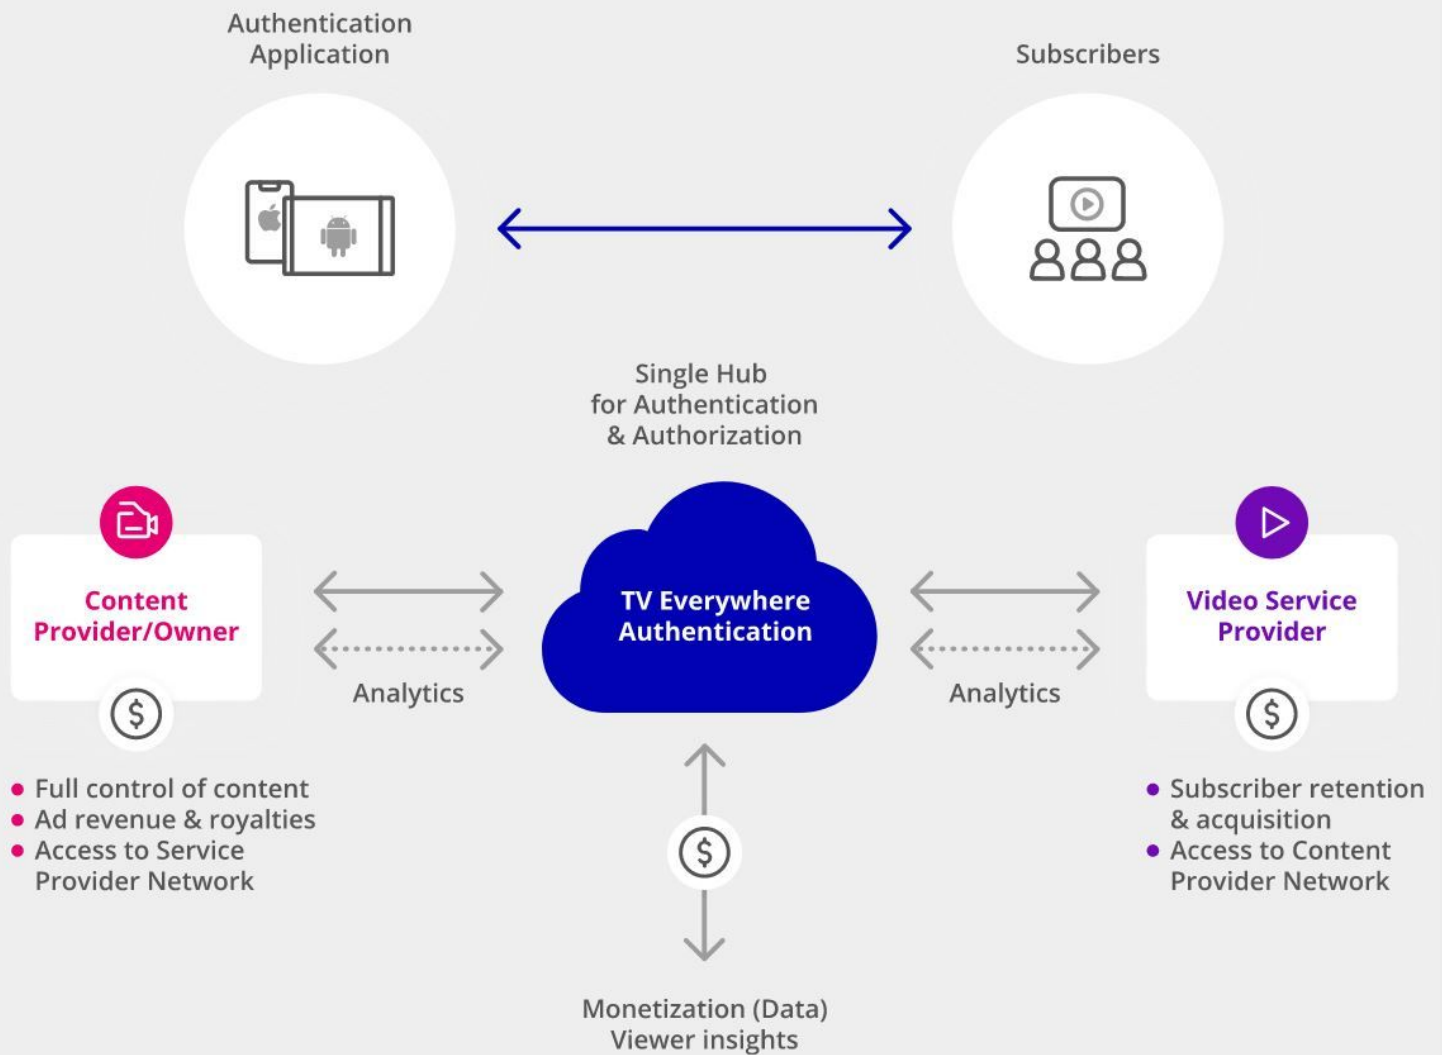 Authentication
Application
Subscribers
Single Hub
for Authentication
& Authorization
Content
Provider/Owner
TV Everywhere
Authentication
Video Service
Provider
Analytics
Analytics
$
$
• Full control of content
• Ad revenue & royalties
• Access to Service
Provider Network
• Subscriber retention
& acquisition
• Access to Content
Provider Network
$
Monetization (Data)
Viewer insights